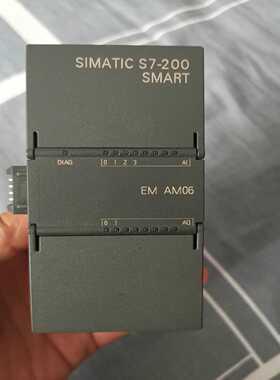 SIMATIC S7-200
SMART
DIAG 0 1 2 3 AI
EM AM06
0 1 AQ